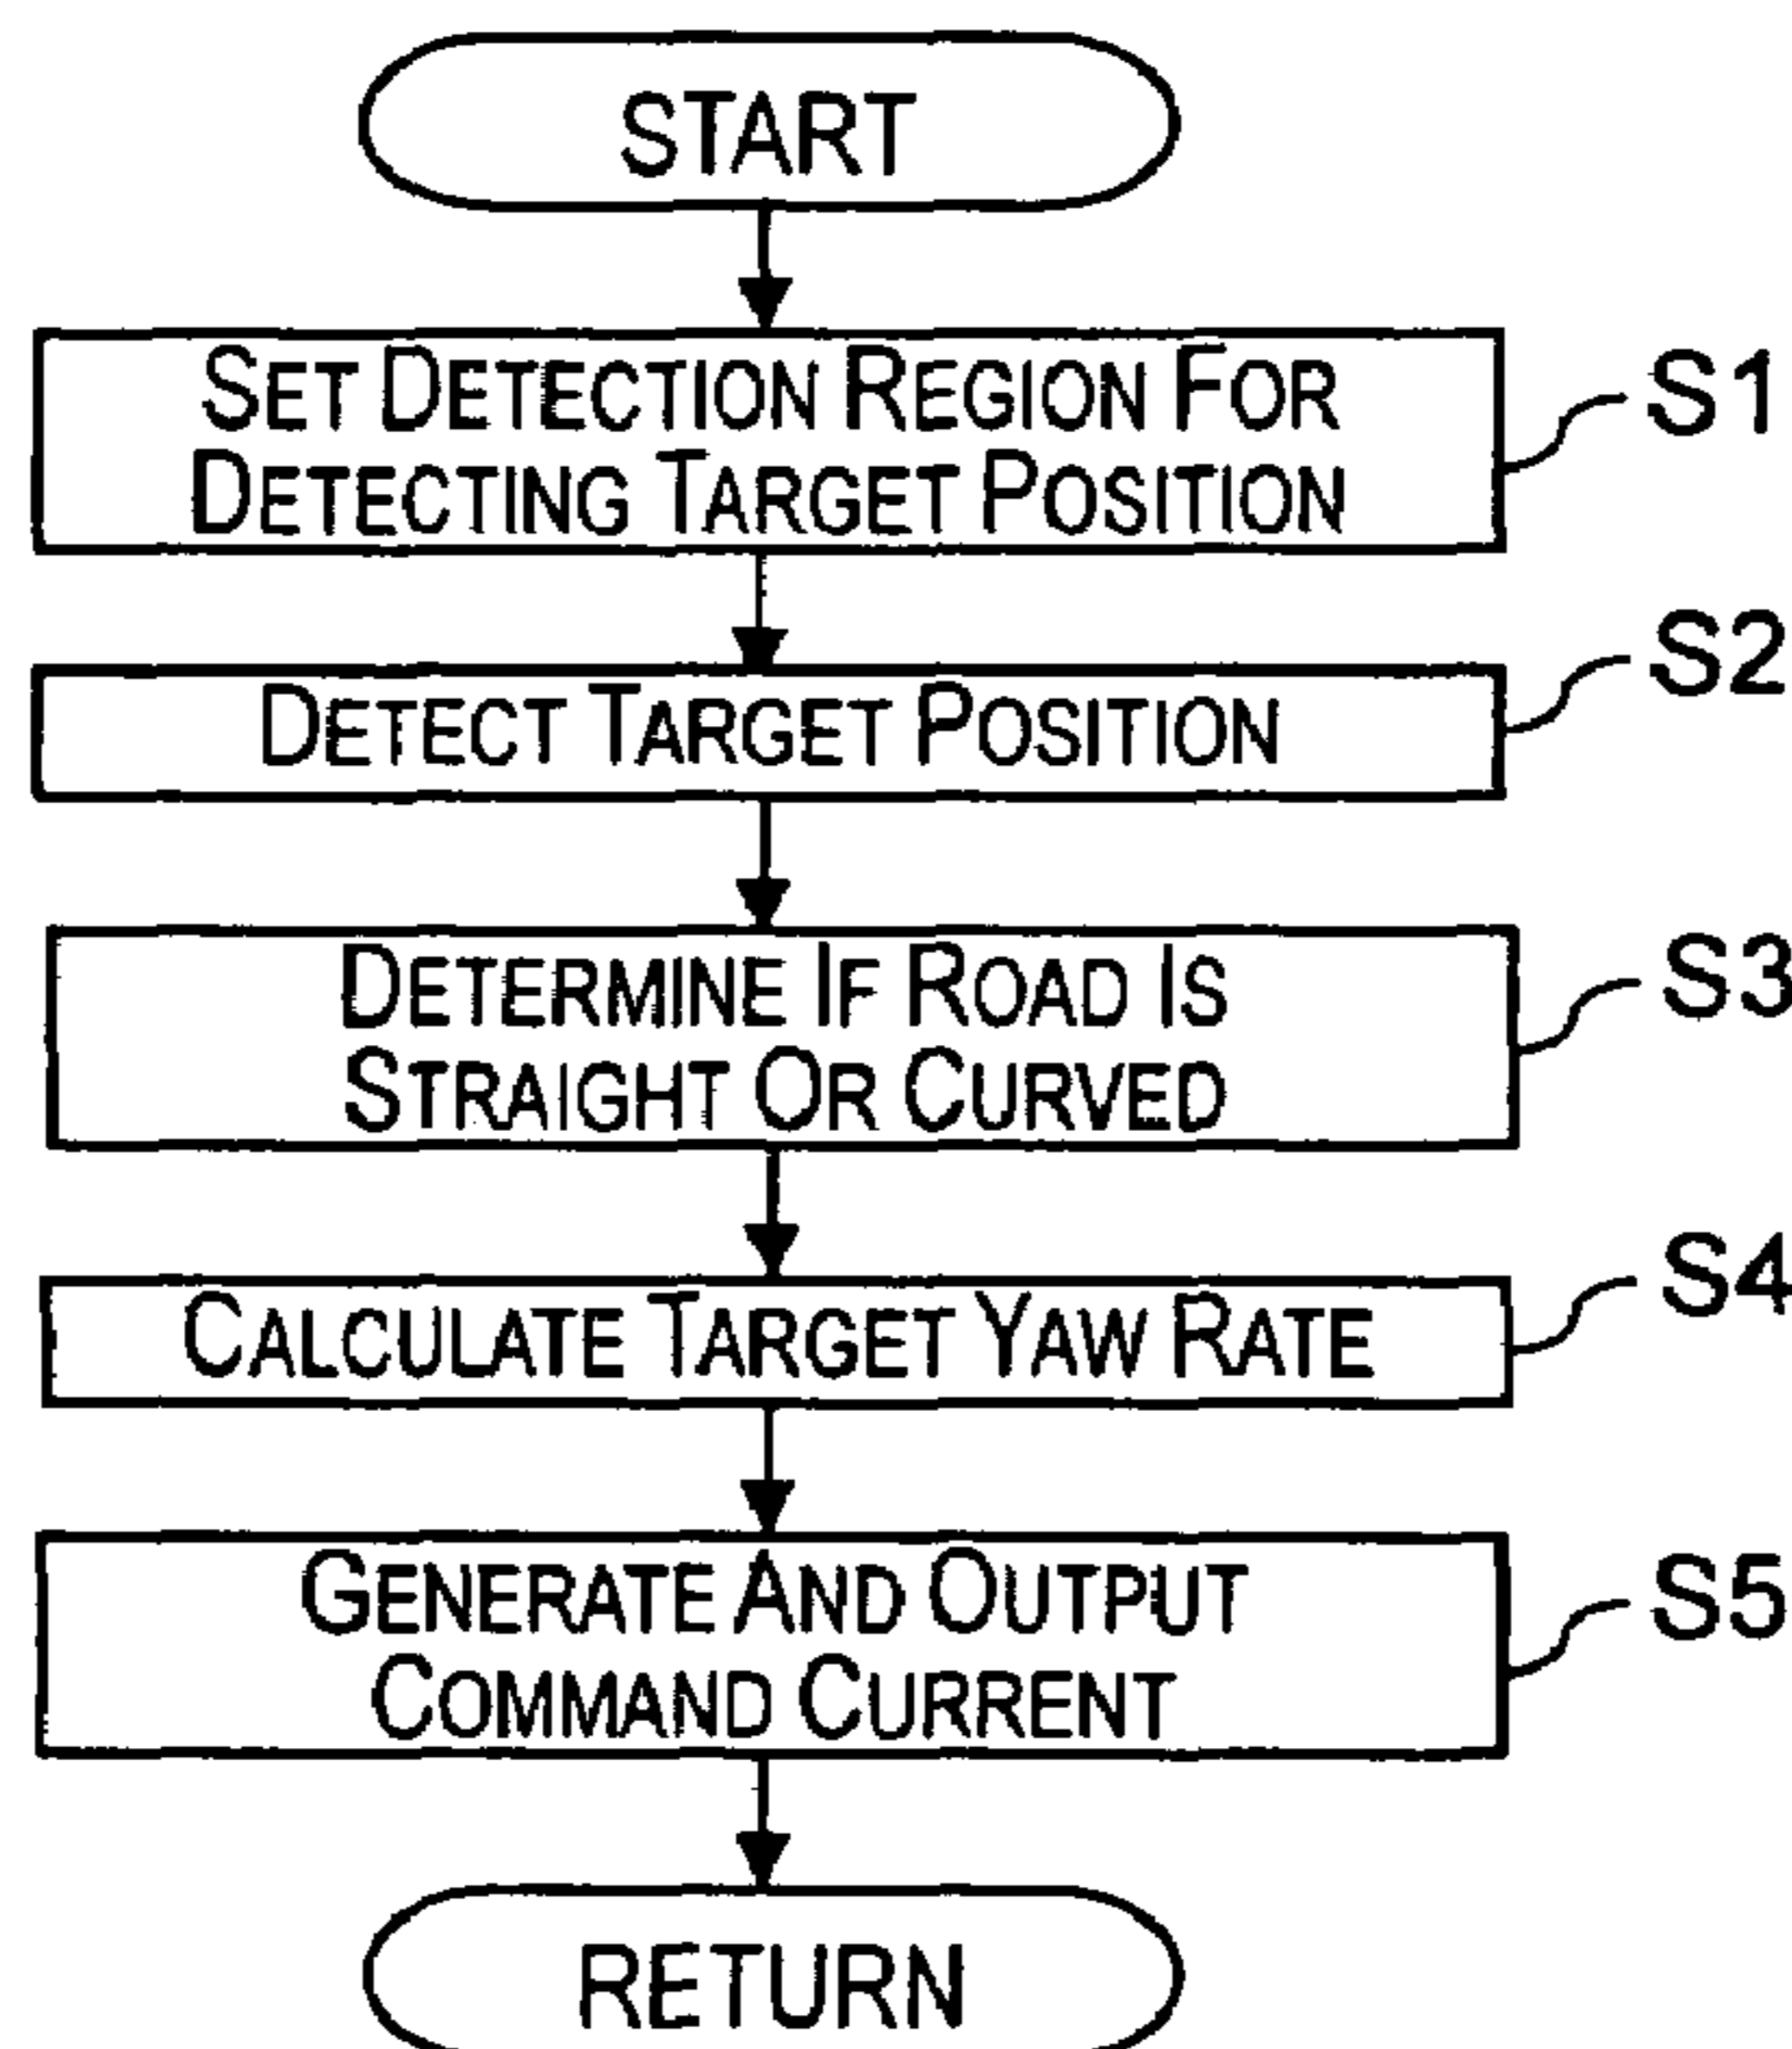 START
SET DETECTION REGION FOR
DETECTING TARGET POSITION
S1
DETECT TARGET POSITION
S2
DETERMINE IF ROAD IS
STRAIGHT OR CURVED
S3
CALCULATE TARGET YAW RATE
S4
GENERATE AND OUTPUT
COMMAND CURRENT
S5
RETURN